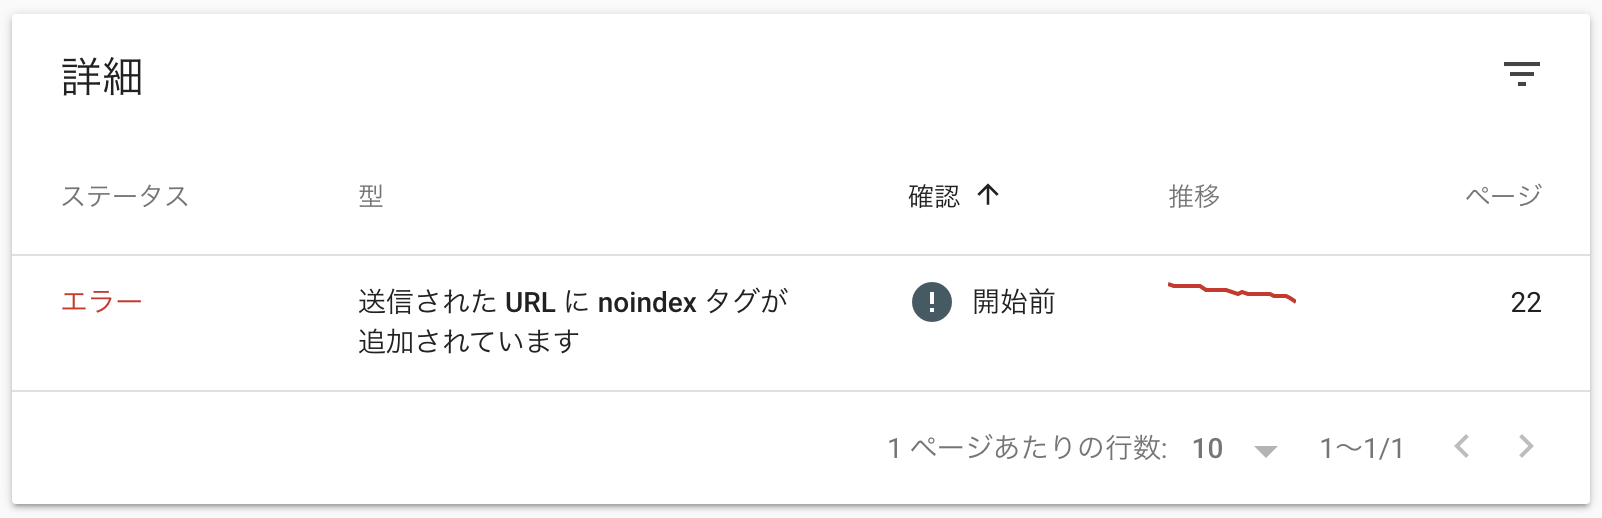 詳細
ステータス 型 確認 推移 ページ
エラー 送信された URL に noindex タグが 開始前 22
追加されています
1 ページあたりの行数: 10 1〜1/1